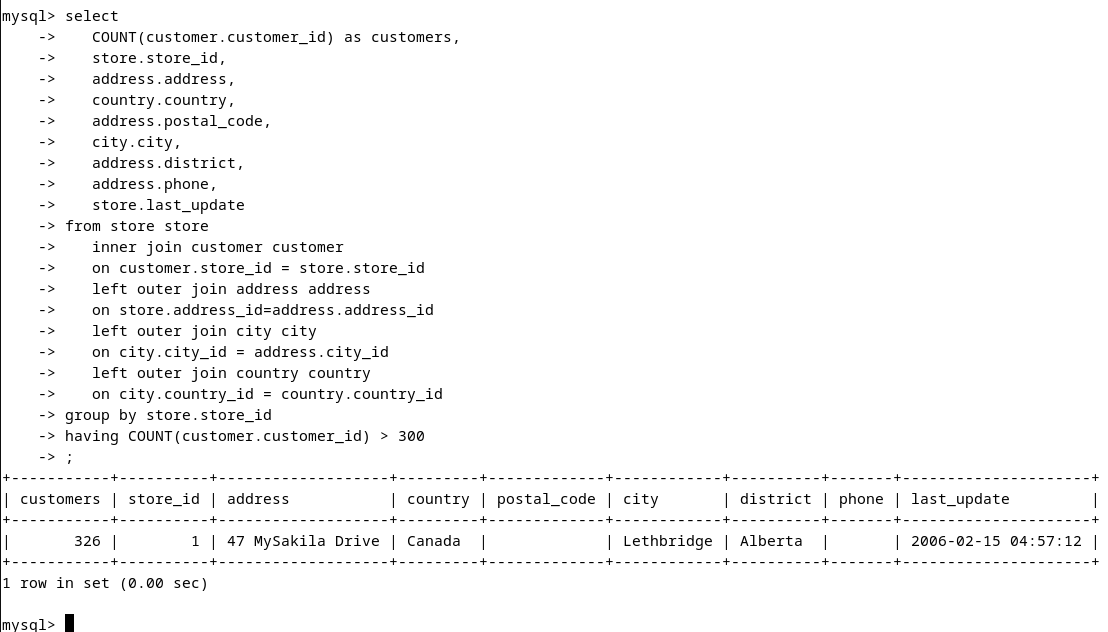 mysql> select
    ->    COUNT(customer.customer_id) as customers,
    ->    store.store_id,
    ->    address.address,
    ->    country.country,
    ->    address.postal_code,
    ->    city.city,
    ->    address.district,
    ->    address.phone,
    ->    store.last_update
    -> from store store
    ->    inner join customer customer
    ->    on customer.store_id = store.store_id
    ->    left outer join address address
    ->    on store.address_id=address.address_id
    ->    left outer join city city
    ->    on city.city_id = address.city_id
    ->    left outer join country country
    ->    on city.country_id = country.country_id
    -> group by store.store_id
    -> having COUNT(customer.customer_id) > 300
    -> ;
+-----------+----------+-------------------+---------+-------------+------------+----------+-------+---------------------+
| customers | store_id | address           | country | postal_code | city       | district | phone | last_update         |
+-----------+----------+-------------------+---------+-------------+------------+----------+-------+---------------------+
|       326 |        1 | 47 MySakila Drive | Canada  |             | Lethbridge | Alberta  |       | 2006-02-15 04:57:12 |
+-----------+----------+-------------------+---------+-------------+------------+----------+-------+---------------------+
1 row in set (0.00 sec)

mysql>